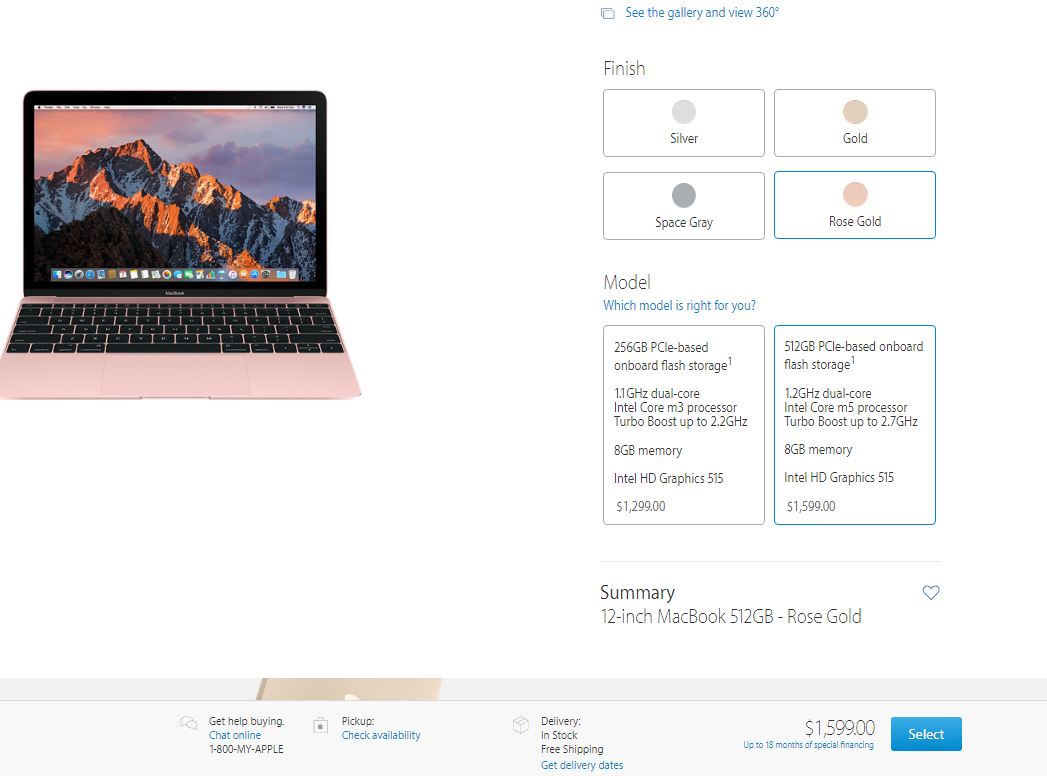 See the gallery and view 360°
Finish
Silver
Gold
Space Gray
Rose Gold
Model
Which model is right for you?
256GB PCIe-based
onboard flash storage1
1.1GHz dual-core
Intel Core m3 processor
Turbo Boost up to 2.2GHz
8GB memory
Intel HD Graphics 515
$1,299.00
512GB PCIe-based onboard
flash storage1
1.2GHz dual-core
Intel Core m5 processor
Turbo Boost up to 2.7GHz
8GB memory
Intel HD Graphics 515
$1,599.00
MacBook
Summary
12-inch MacBook 512GB - Rose Gold
Get help buying.
Chat online
1-800-MY-APPLE
Pickup:
Check availability
Delivery:
In Stock
Free Shipping
Get delivery dates
$1,599.00
Up to 18 months of special financing
Select